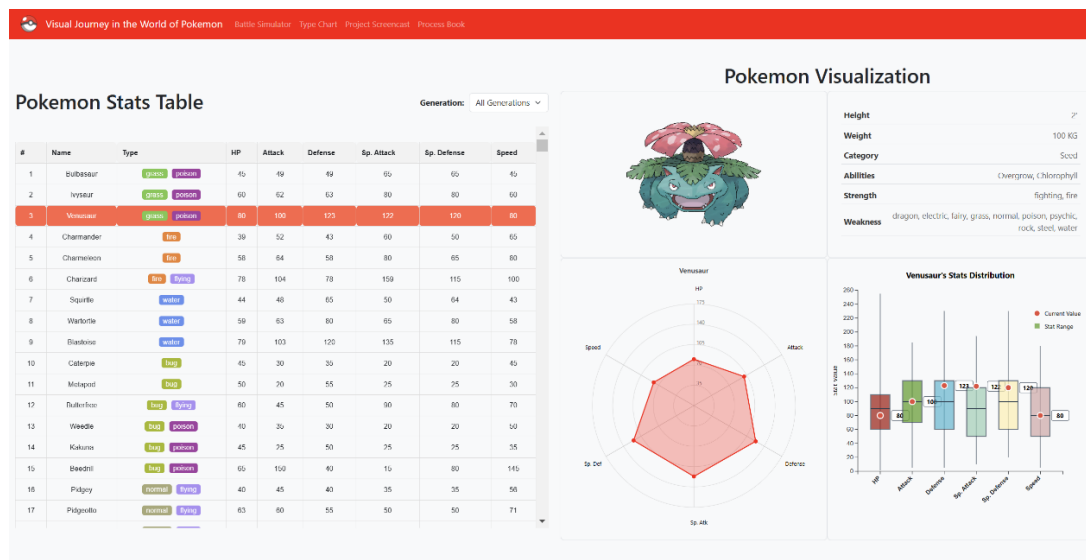 Visual Journey in the World of Pokemon Battle Simulator Type Chart Project Screencast Process Book
Pokemon Stats Table
Generation: All Generations
# Name Type HP Attack Defense Sp. Attack Sp. Defense Speed
1 Bulbasaur grass poison 45 49 49 65 65 45
2 Ivysaur grass poison 60 62 63 80 80 60
3 Venusaur grass poison 80 100 123 122 120 80
4 Charmander fire 39 52 43 60 50 65
5 Charmeleon fire 58 64 58 80 65 80
6 Charizard fire flying 78 104 78 159 115 100
7 Squirtle water 44 48 65 50 64 43
8 Wartortle water 59 63 80 65 80 58
9 Blastoise water 79 103 120 135 115 78
10 Caterpie bug 45 30 35 20 20 45
11 Metapod bug 50 20 55 25 25 30
12 Butterfree bug flying 60 45 50 90 80 70
13 Weedle bug poison 40 35 30 20 20 50
14 Kakuna bug poison 45 25 50 25 25 35
15 Beedrill bug poison 65 150 40 15 80 145
16 Pidgey normal flying 40 45 40 35 35 56
17 Pidgeotto normal flying 63 60 55 50 50 71
Pokemon Visualization
Height 2'
Weight 100 KG
Category Seed
Abilities Overgrow, Chlorophyll
Strength fighting, fire
Weakness dragon, electric, fairy, grass, normal, poison, psychic,
rock, steel, water
Venusaur
HP
175
140
105
Speed
Attack
Sp. Def
Defense
Sp. Atk
Venusaur's Stats Distribution
Current Value
Stat Range
Stat Value
260
240
220
200
180
160
140
120
100
80
60
40
20
0
80
100
123
122
120
80
HP
Attack
Defense
Sp. Attack
Sp. Defense
Speed